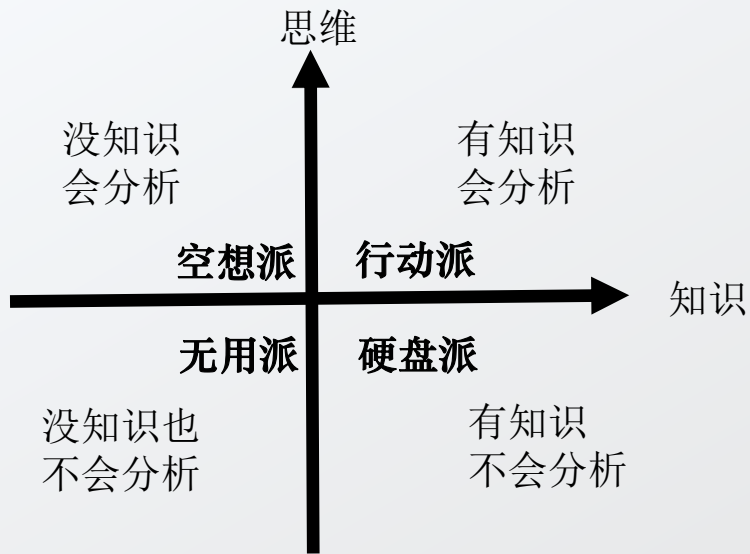 思维
没知识
会分析
有知识
会分析
空想派
行动派
知识
无用派
硬盘派
没知识也
不会分析
有知识
不会分析